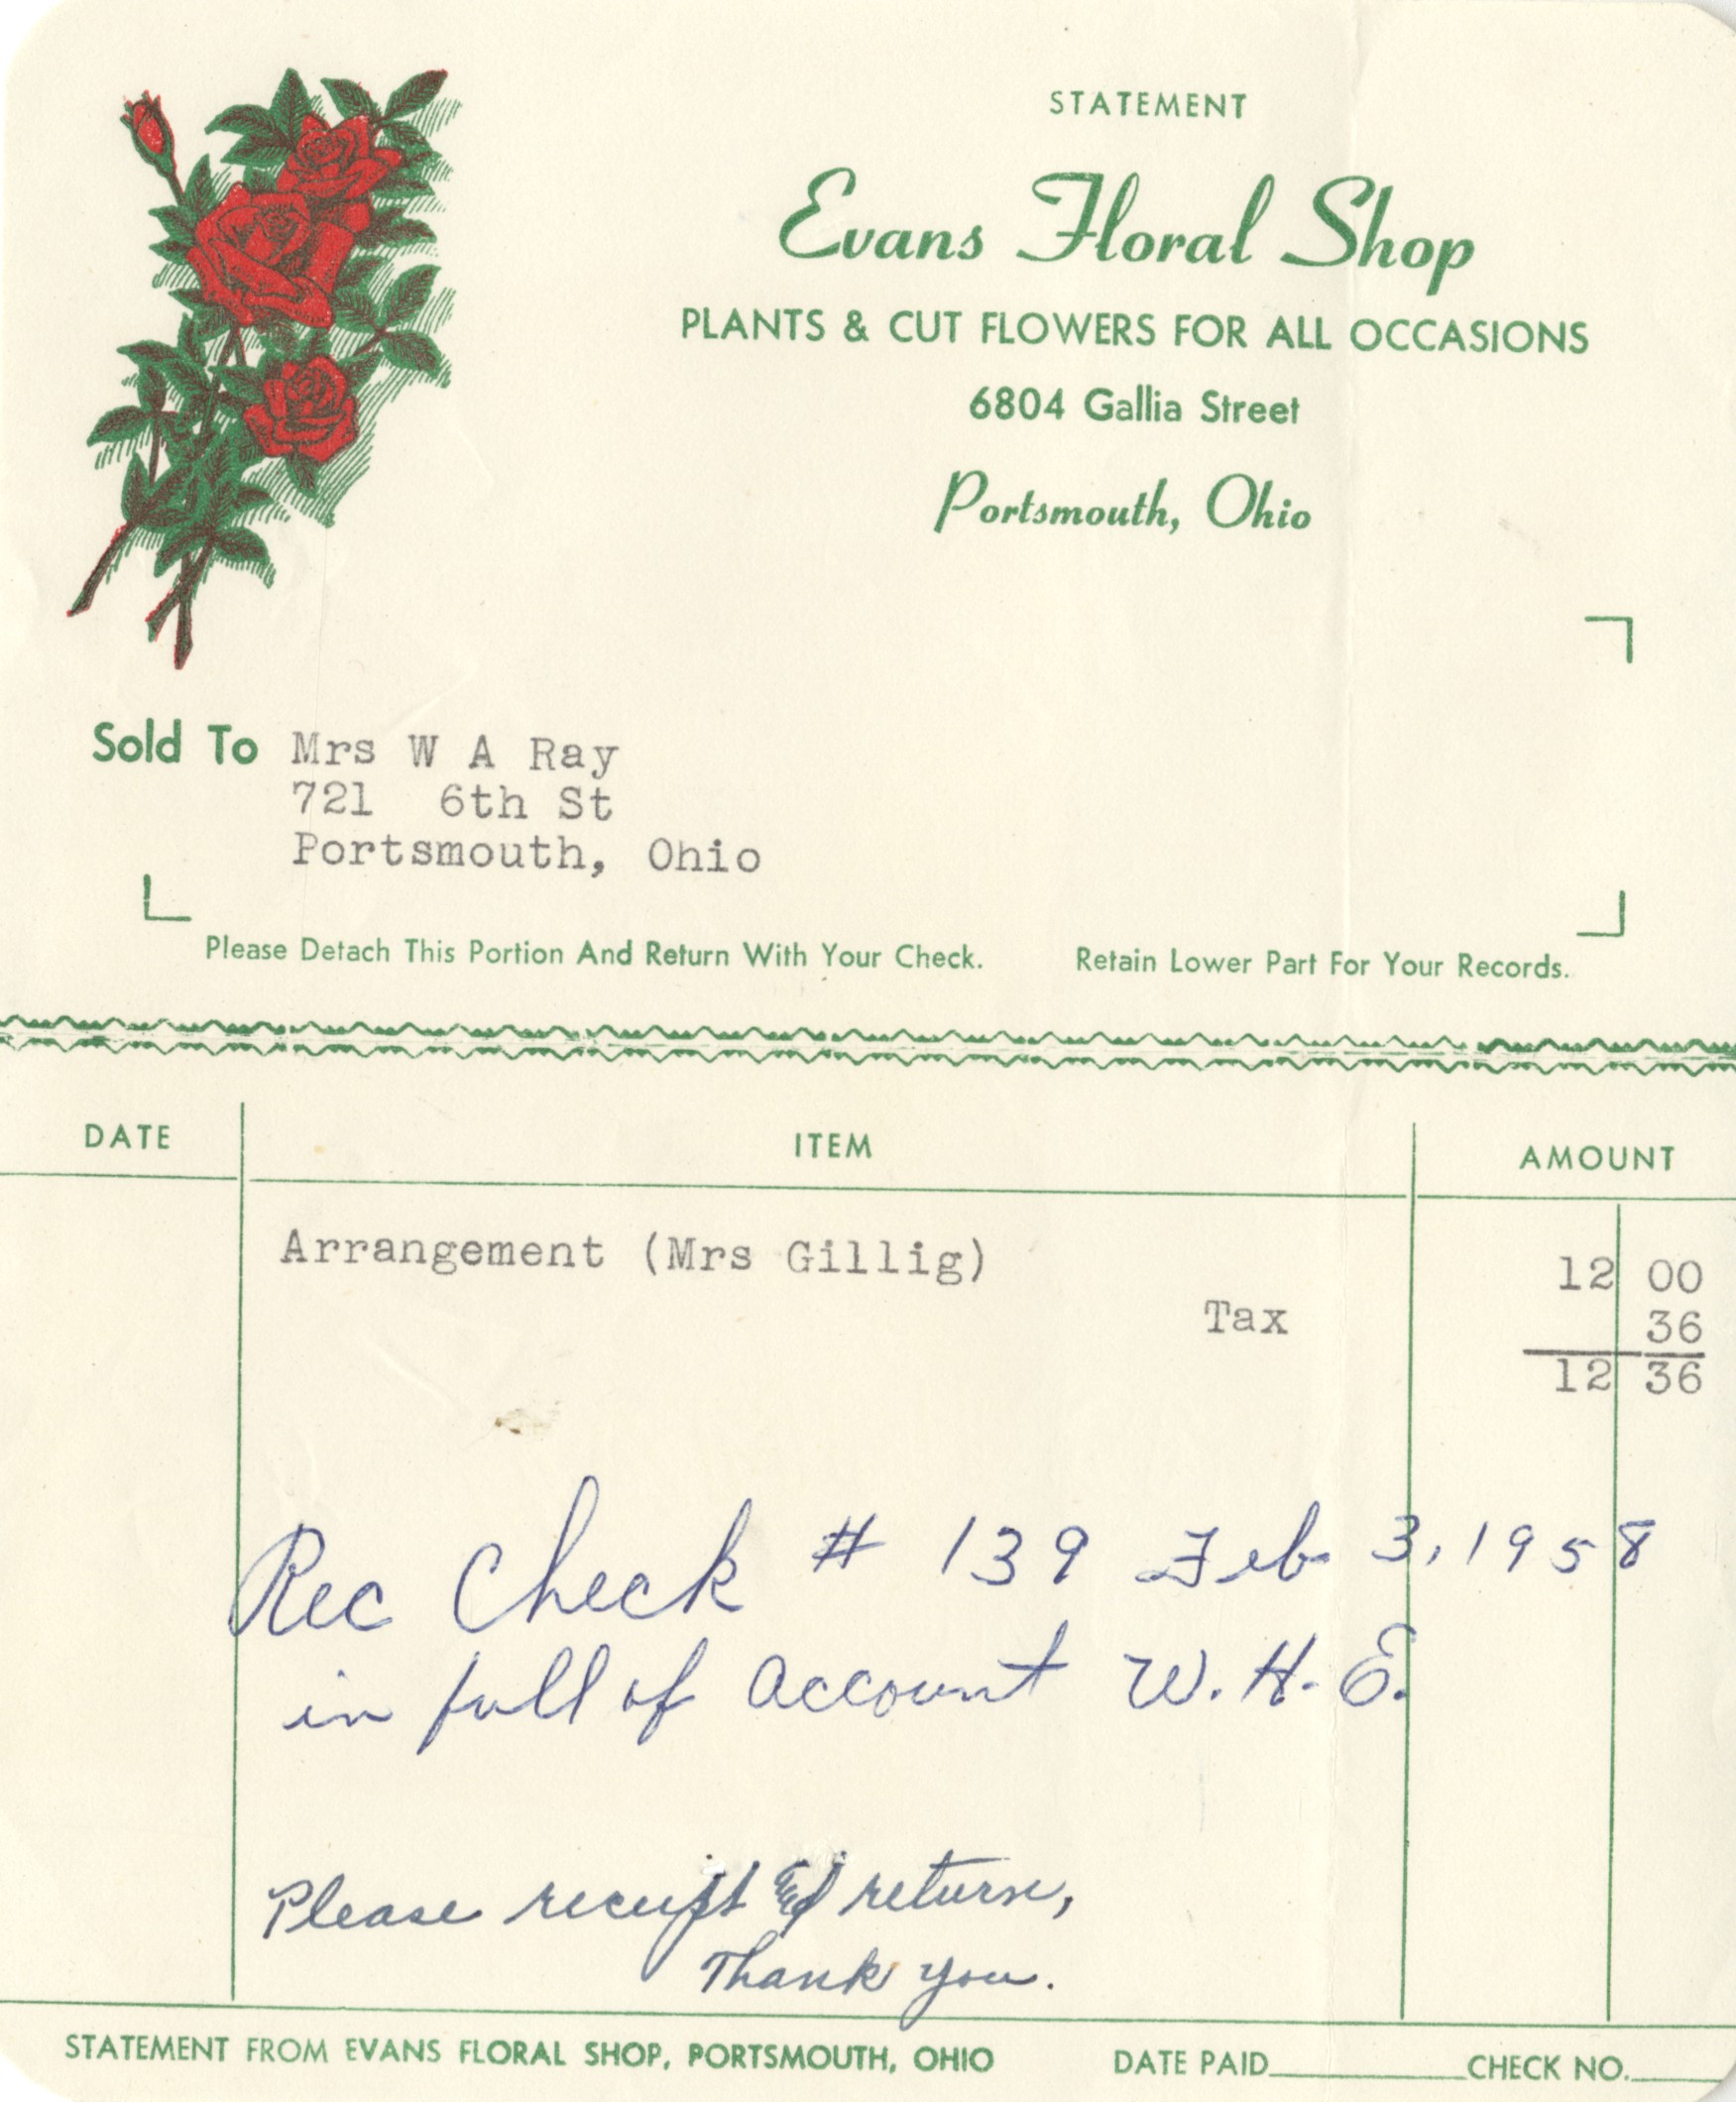 STATEMENT
Evans Floral Shop
PLANTS & CUT FLOWERS FOR ALL OCCASIONS
6804 Gallia Street
Portsmouth, Ohio
Sold To Mrs W A Ray
721 6th St
Portsmouth, Ohio
Please Detach This Portion And Return With Your Check. Retain Lower Part For Your Records.
DATE ITEM AMOUNT
Arrangement (Mrs Gillig) 12 00
Tax 36
12 36
Rec Check # 139 Feb 3, 1958
in full of account W. H. E.
Please receipt & return,
Thank you.
STATEMENT FROM EVANS FLORAL SHOP, PORTSMOUTH, OHIO DATE PAID CHECK NO.